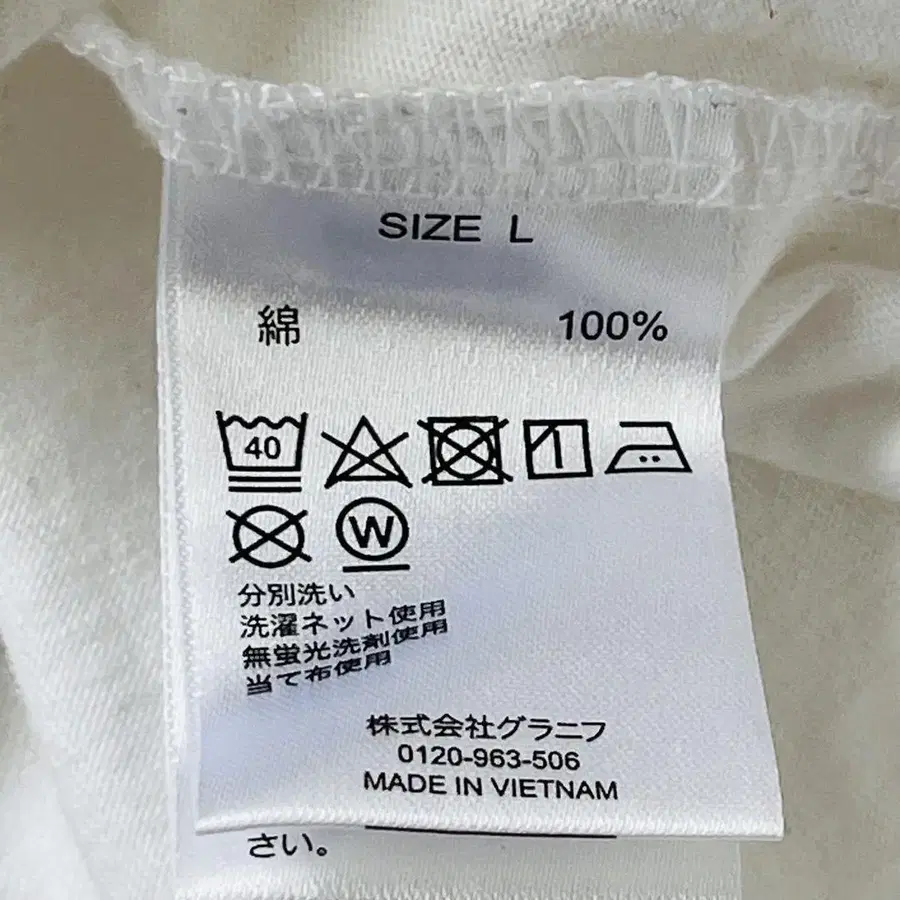 SIZE L
綿 100%
40
W
分別洗い
洗濯ネット使用
無蛍光洗剤使用
当て布使用
株式会社グラニフ
0120-963-506
MADE IN VIETNAM
さい。